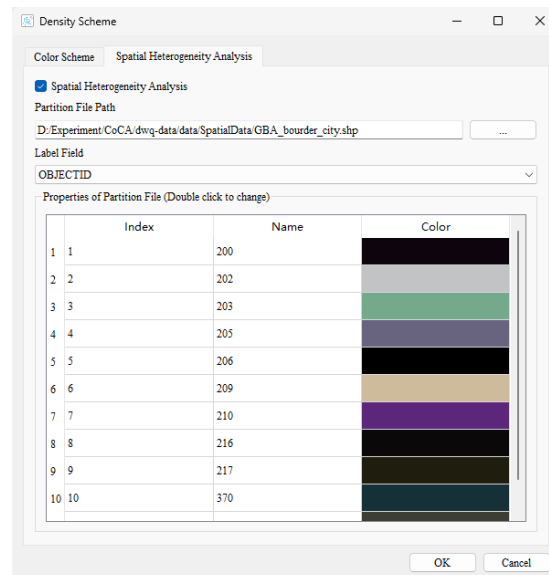 Density Scheme
Color Scheme Spatial Heterogeneity Analysis
Spatial Heterogeneity Analysis
Partition File Path
D:/Experiment/CoCA/dwq-data/data/SpatialData/GBA_bourder_city.shp ...
Label Field
OBJECTID
Properties of Partition File (Double click to change)
Index Name Color
1 1 200
2 2 202
3 3 203
4 4 205
5 5 206
6 6 209
7 7 210
8 8 216
9 9 217
10 10 370
OK Cancel